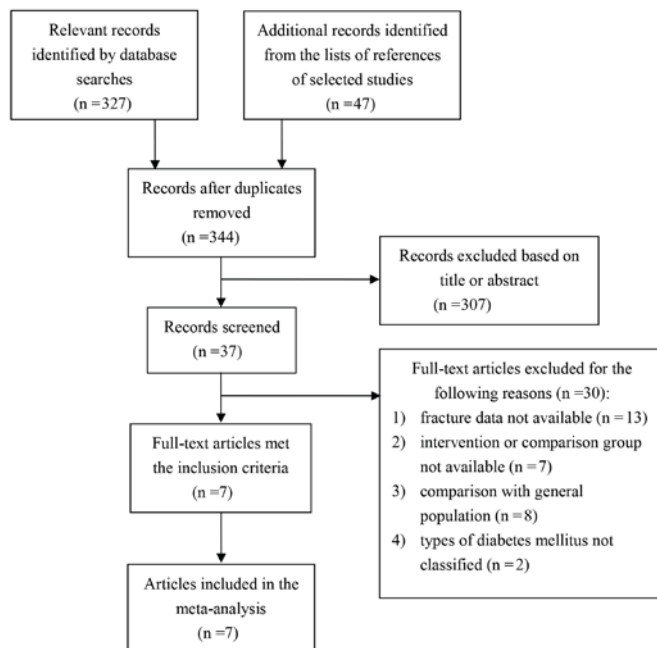 Relevant records
identified by database
searches
(n =327)
Additional records identified
from the lists of references
of selected studies
(n =47)
Records after duplicates
removed
(n =344)
Records excluded based on
title or abstract
(n =307)
Records screened
(n =37)
Full-text articles excluded for the
following reasons (n =30):
1) fracture data not available (n =13)
2) intervention or comparison group
not available (n =7)
3) comparison with general
population (n =8)
4) types of diabetes mellitus not
classified (n =2)
Full-text articles met
the inclusion criteria
(n =7)
Articles included in the
meta-analysis
(n =7)